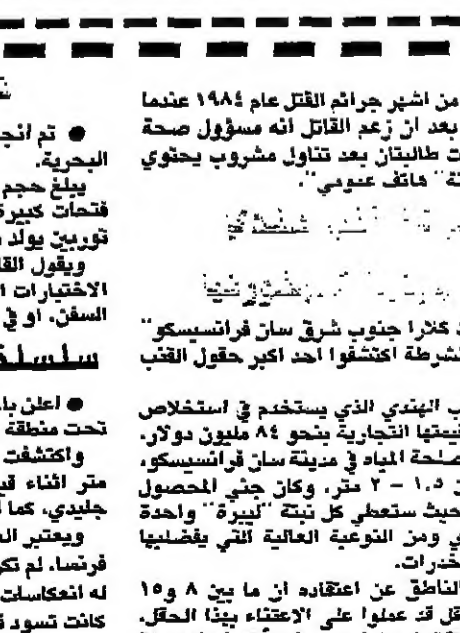 من اشهر جرائم القتل عام ١٩٨٤ عندما
بعد ان زعم القاتل انه مسؤول صحة
ت طالبتان بعد تناول مشروب يحتوي
ة" هاتف عمومي".
د كلارا جنوب شرق سان فرانسيسكو"
لشرطة اكتشفوا احد اكبر حقول القنب
ب الهندي الذي يستخدم في استخلاص
قيمتها التجارية بنحو ٨٤ مليون دولار.
صلحة المياه في مدينة سان فرانسيسكو.
ن ١،٥ – ٢ متر، وكان جني المحصول
حيث ستعطي كل نبتة "ليبرة" واحدة
ي ومن النوعية العالية التي يفضلها
خدرات.
الناطق عن اعتقاده ان ما بين ٨ و١٥
قل قد عملوا على الاعتناء بهذا الحقل.
● تم انجـ
البحرية.
يبلغ حجم
فتحات كبيرة
توربين يولد
ويقول القا
الاختبارات ا
السفن، او في
سلسلة
● اعلن با
تحت منطقة
واكتشفت
متر اثناء قي
جليدي، كما ا
ويعتبر ال
فرنسا، لم تكن
له انعكاسات
كانت تسود ف